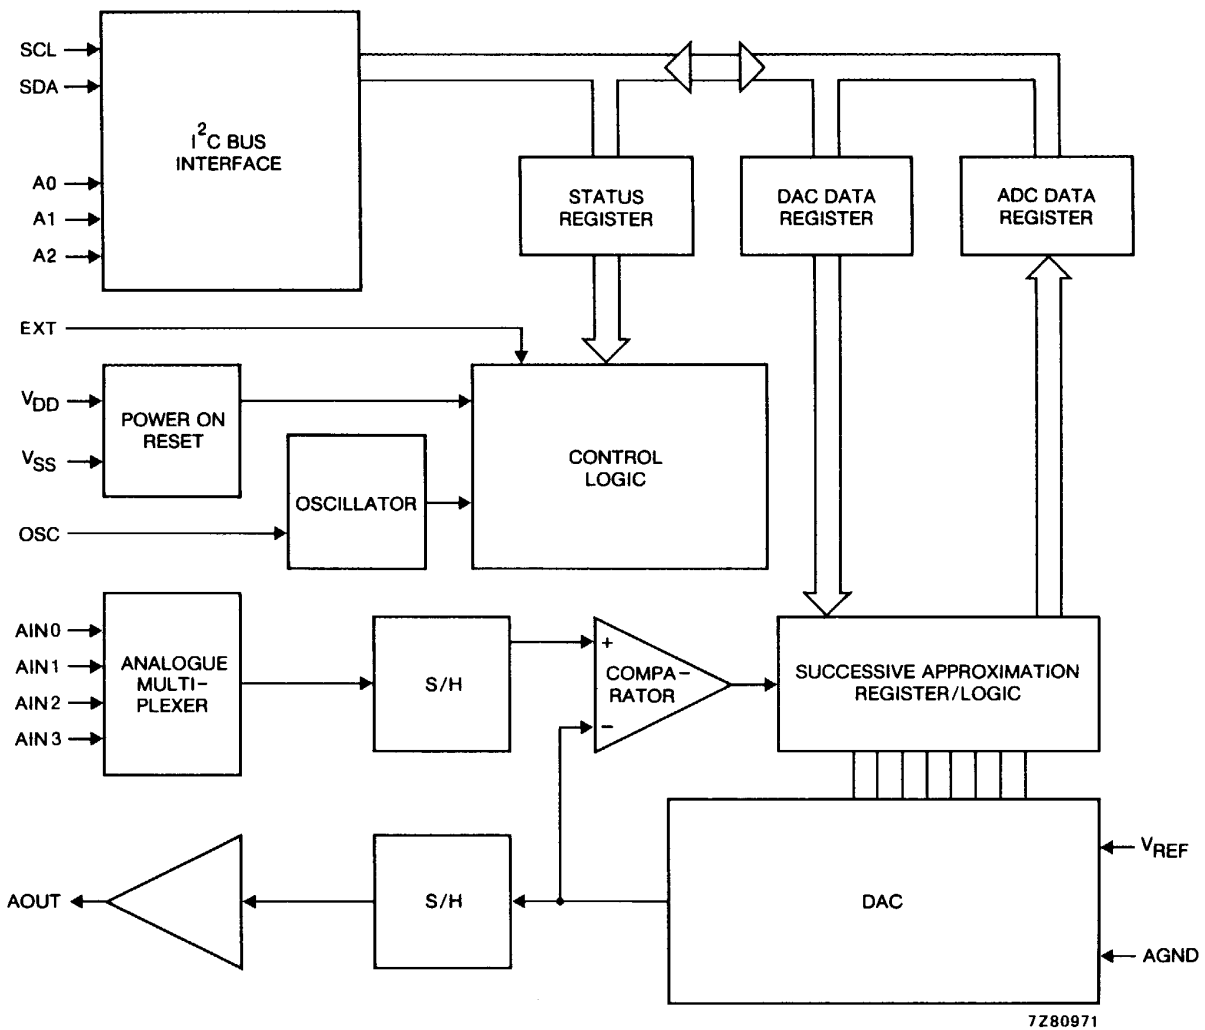 SCL
SDA
A0
A1
A2
I²C BUS
INTERFACE
STATUS
REGISTER
DAC DATA
REGISTER
ADC DATA
REGISTER
EXT
VDD
VSS
POWER ON
RESET
OSC
OSCILLATOR
CONTROL
LOGIC
AIN0
AIN1
AIN2
AIN3
ANALOGUE
MULTI-
PLEXER
S/H
+
COMPA-
RATOR
-
SUCCESSIVE APPROXIMATION
REGISTER/LOGIC
AOUT
S/H
DAC
VREF
AGND
7Z80971